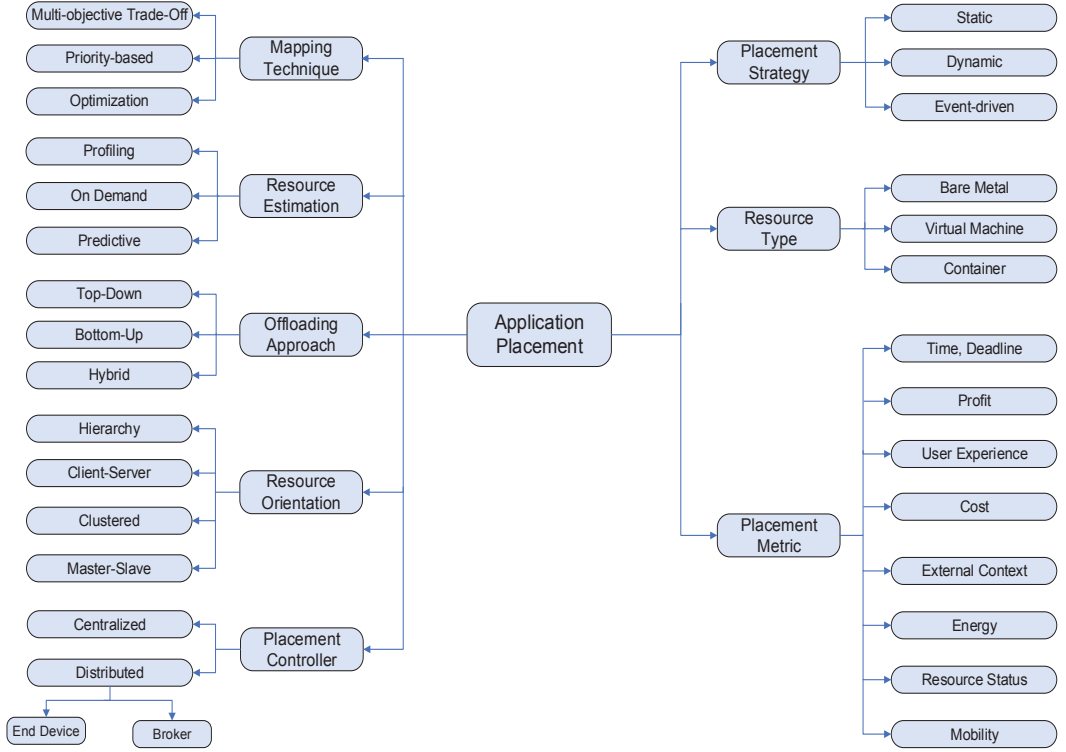 Multi-objective Trade-Off
Priority-based
Optimization
Mapping
Technique
Profiling
On Demand
Predictive
Resource
Estimation
Top-Down
Bottom-Up
Hybrid
Offloading
Approach
Hierarchy
Client-Server
Clustered
Master-Slave
Resource
Orientation
Centralized
Distributed
Placement
Controller
End Device
Broker
Application
Placement
Placement
Strategy
Static
Dynamic
Event-driven
Resource
Type
Bare Metal
Virtual Machine
Container
Placement
Metric
Time, Deadline
Profit
User Experience
Cost
External Context
Energy
Resource Status
Mobility